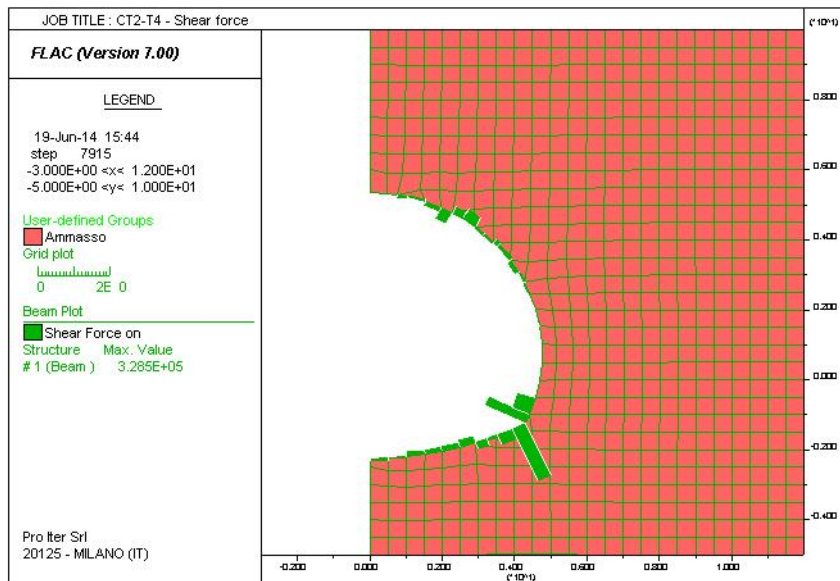 JOB TITLE : CT2-T4 - Shear force
FLAC (Version 7.00)
LEGEND
19-Jun-14 15:44
step 7915
-3.000E+00 <x< 1.200E+01
-5.000E+00 <y< 1.000E+01
User-defined Groups
Ammasso
Grid plot
0 2E 0
Beam Plot
Shear Force on
Structure Max. Value
# 1 (Beam ) 3.285E+05
Pro Iter Srl
20125 - MILANO (IT)
(*10^1)
0.800
0.600
0.400
0.200
0.000
-0.200
-0.400
-0.200 0.000 0.200 0.400 0.600 0.800 1.000
(*10^1)